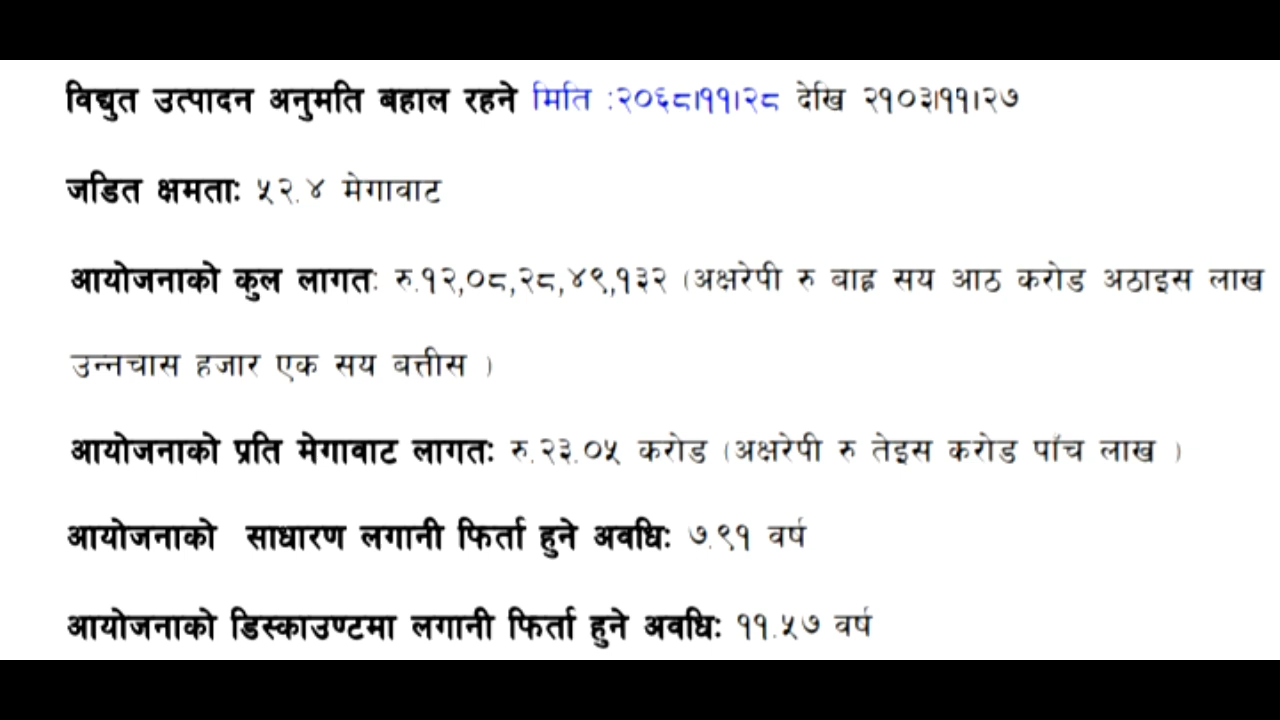 विद्युत उत्पादन अनुमति बहाल रहने मिति :२०६८।११।२८ देखि २१०३।११।२७
जडित क्षमताः ५२.४ मेगावाट
आयोजनाको कुल लागतः रु.१२,०८,२८,४९,१३२ (अक्षरेपी रु बाह्र सय आठ करोड अठाइस लाख
उन्नचास हजार एक सय बत्तीस )
आयोजनाको प्रति मेगावाट लागतः रु.२३.०५ करोड (अक्षरेपी रु तेइस करोड पाँच लाख )
आयोजनाको साधारण लगानी फिर्ता हुने अवधिः ७.९१ वर्ष
आयोजनाको डिस्काउण्टमा लगानी फिर्ता हुने अवधिः ११.५७ वर्ष